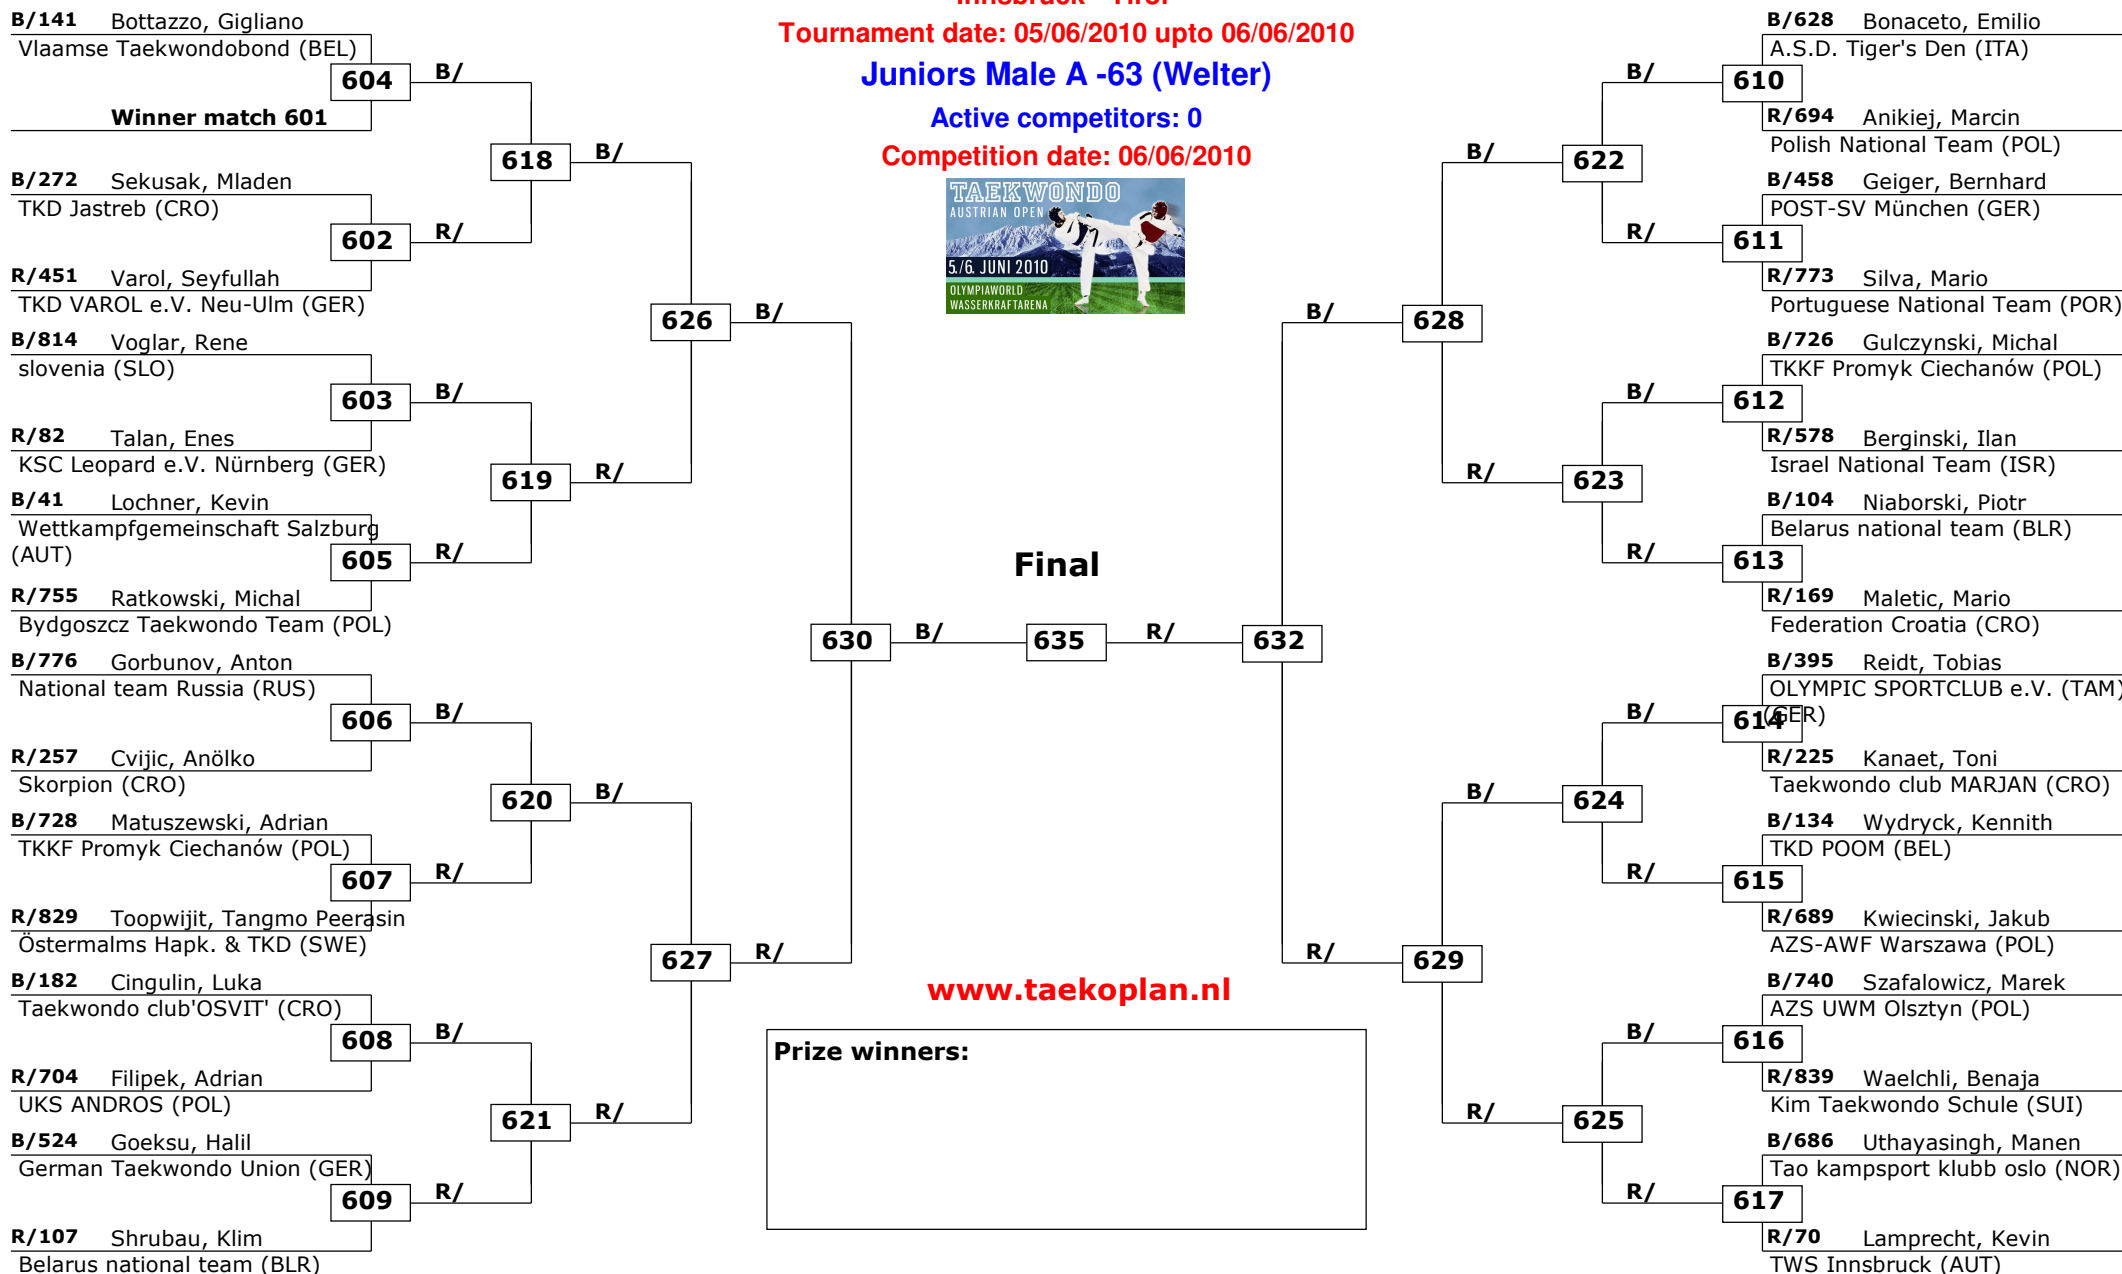 B/141 Bottazzo, Gigliano
Vlaamse Taekwondobond (BEL)
604
B/
Winner match 601
618
B/
B/272 Sekusak, Mladen
TKD Jastreb (CRO)
602
R/
R/451 Varol, Seyfullah
TKD VAROL e.V. Neu-Ulm (GER)
626
B/
B/814 Voglar, Rene
slovenia (SLO)
603
B/
R/82 Talan, Enes
KSC Leopard e.V. Nürnberg (GER)
619
R/
B/41 Lochner, Kevin
Wettkampfgemeinschaft Salzburg
(AUT)
605
R/
R/755 Ratkowski, Michal
Bydgoszcz Taekwondo Team (POL)
630
B/
B/776 Gorbunov, Anton
National team Russia (RUS)
606
B/
R/257 Cvijic, Anölko
Skorpion (CRO)
620
B/
B/728 Matuszewski, Adrian
TKKF Promyk Ciechanów (POL)
607
R/
R/829 Toopwijit, Tangmo Peerasin
Östermalms Hapk. & TKD (SWE)
627
R/
B/182 Cingulin, Luka
Taekwondo club'OSVIT' (CRO)
608
B/
R/704 Filipek, Adrian
UKS ANDROS (POL)
621
R/
B/524 Goeksu, Halil
German Taekwondo Union (GER)
609
R/
R/107 Shrubau, Klim
Belarus national team (BLR)
Innsbruck - Tirol
Tournament date: 05/06/2010 upto 06/06/2010
Juniors Male A -63 (Welter)
Active competitors: 0
Competition date: 06/06/2010
TAEKWONDO
AUSTRIAN OPEN
5./6. JUNI 2010
OLYMPIAWORLD
WASSERKRAFTARENA
Final
635
www.taekoplan.nl
Prize winners:
B/628 Bonaceto, Emilio
A.S.D. Tiger's Den (ITA)
B/
610
R/694 Anikiej, Marcin
Polish National Team (POL)
B/
622
B/458 Geiger, Bernhard
POST-SV München (GER)
R/
611
R/773 Silva, Mario
Portuguese National Team (POR)
B/
628
B/726 Gulczynski, Michal
TKKF Promyk Ciechanów (POL)
B/
612
R/578 Berginski, Ilan
Israel National Team (ISR)
R/
623
B/104 Niaborski, Piotr
Belarus national team (BLR)
R/
613
R/169 Maletic, Mario
Federation Croatia (CRO)
R/
632
B/395 Reidt, Tobias
OLYMPIC SPORTCLUB e.V. (TAM)
(GER)
B/
614
R/225 Kanaet, Toni
Taekwondo club MARJAN (CRO)
B/
624
B/134 Wydryck, Kennith
TKD POOM (BEL)
R/
615
R/689 Kwiecinski, Jakub
AZS-AWF Warszawa (POL)
R/
629
B/740 Szafalowicz, Marek
AZS UWM Olsztyn (POL)
B/
616
R/839 Waelchli, Benaja
Kim Taekwondo Schule (SUI)
R/
625
B/686 Uthayasingh, Manen
Tao kampsport klubb oslo (NOR)
R/
617
R/70 Lamprecht, Kevin
TWS Innsbruck (AUT)